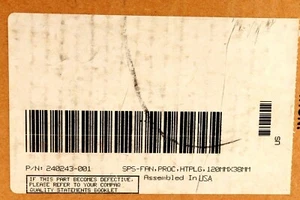 P/N: 240243-001 SPS-FAN,PROC,HTPLG,120MMX38MM
IF THIS PART BECOMES DEFECTIVE,
PLEASE REFER TO YOUR COMPAQ
QUALITY STATEMENTS BOOKLET
Assembled In USA
US